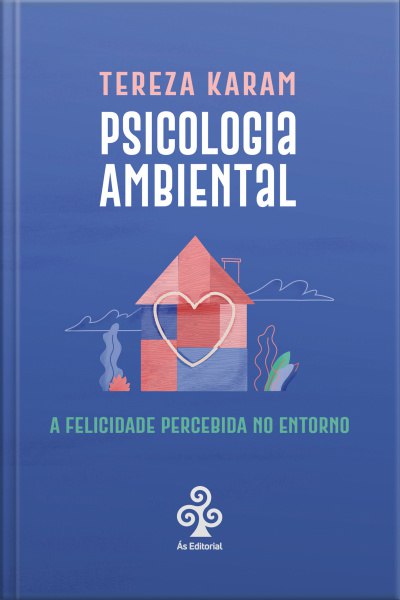 TEREZA KARAM
PSICOLOGIA
AMBIENTAL
A FELICIDADE PERCEBIDA NO ENTORNO
Ás Editorial